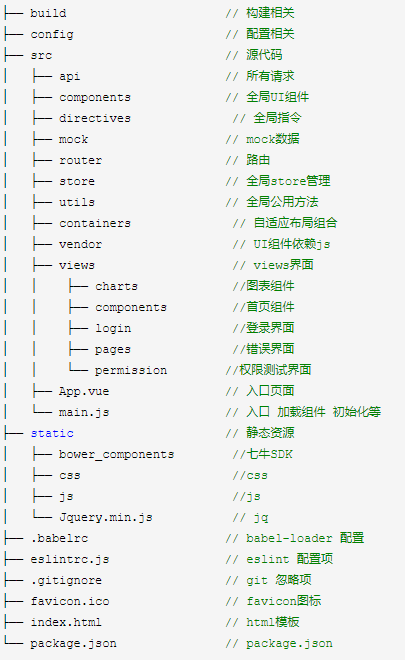 ├── build                      // 构建相关
├── config                     // 配置相关
├── src                        // 源代码
│   ├── api                    // 所有请求
│   ├── components             // 全局UI组件
│   ├── directives              // 全局指令
│   ├── mock                   // mock数据
│   ├── router                 // 路由
│   ├── store                  // 全局store管理
│   ├── utils                  // 全局公用方法
│   ├── containers              // 自适应布局组合
│   ├── vendor                  // UI组件依赖js
│   ├── views                   // views界面
│   │   ├── charts              //图表组件
│   │   ├── components          //首页组件
│   │   ├── login               //登录界面
│   │   ├── pages               //错误界面
│   │   └── permission         //权限测试界面
│   ├── App.vue                // 入口页面
│   └── main.js                // 入口 加载组件 初始化等
├── static                     // 静态资源
│   ├── bower_components        //七牛SDK
│   ├── css                     //css
│   ├── js                      //js
│   └── Jquery.min.js           // jq
├── .babelrc                   // babel-loader 配置
├── eslintrc.js                // eslint 配置项
├── .gitignore                 // git 忽略项
├── favicon.ico                // favicon图标
├── index.html                 // html模板
└── package.json               // package.json